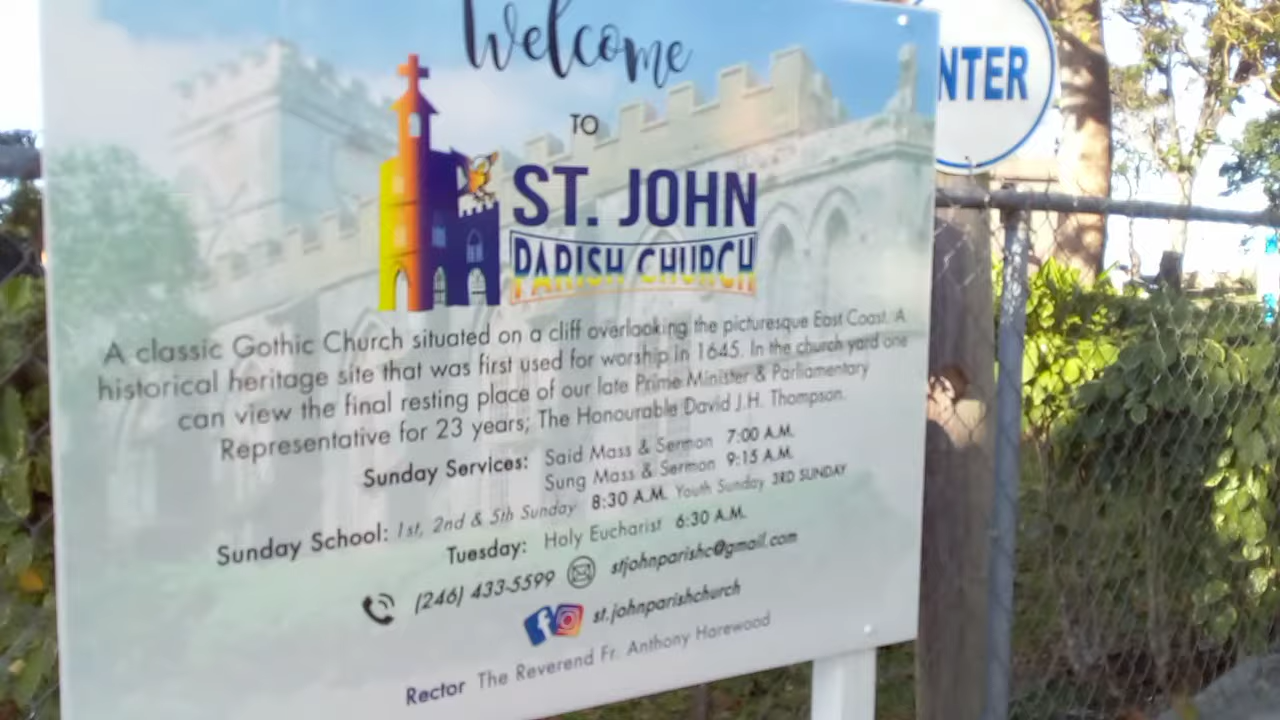 Welcome
TO
ST. JOHN
PARISH CHURCH
A classic Gothic Church situated on a cliff overlooking the picturesque East Coast. A
historical heritage site that was first used for worship in 1645. In the church yard one
can view the final resting place of our late Prime Minister & Parliamentary
Representative for 23 years; The Honourable David J.H. Thompson.
Sunday Services: Said Mass & Sermon 7:00 A.M.
Sung Mass & Sermon 9:15 A.M.
Sunday School: 1st, 2nd & 5th Sunday 8:30 A.M. Youth Sunday 3RD SUNDAY
Tuesday: Holy Eucharist 6:30 A.M.
(246) 433-5599 stjohnparishc@gmail.com
st.johnparishchurch
Rector The Reverend Fr. Anthony Harewood
NTER